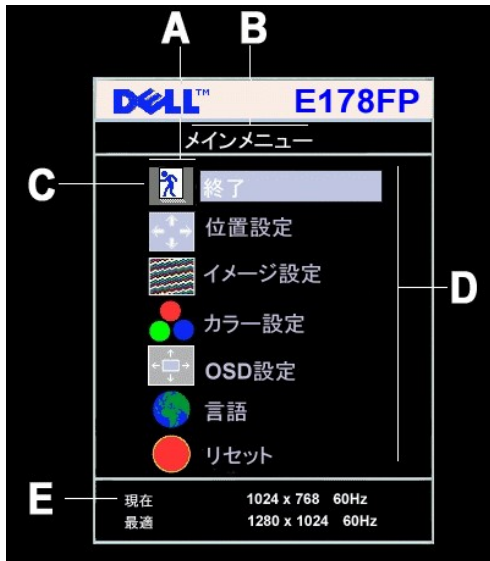 A B
DELL™ E178FP
メインメニュー
C 終了
位置設定
イメージ設定
D
カラー設定
OSD設定
言語
リセット
E 現在 1024 x 768 60Hz
最適 1280 x 1024 60Hz